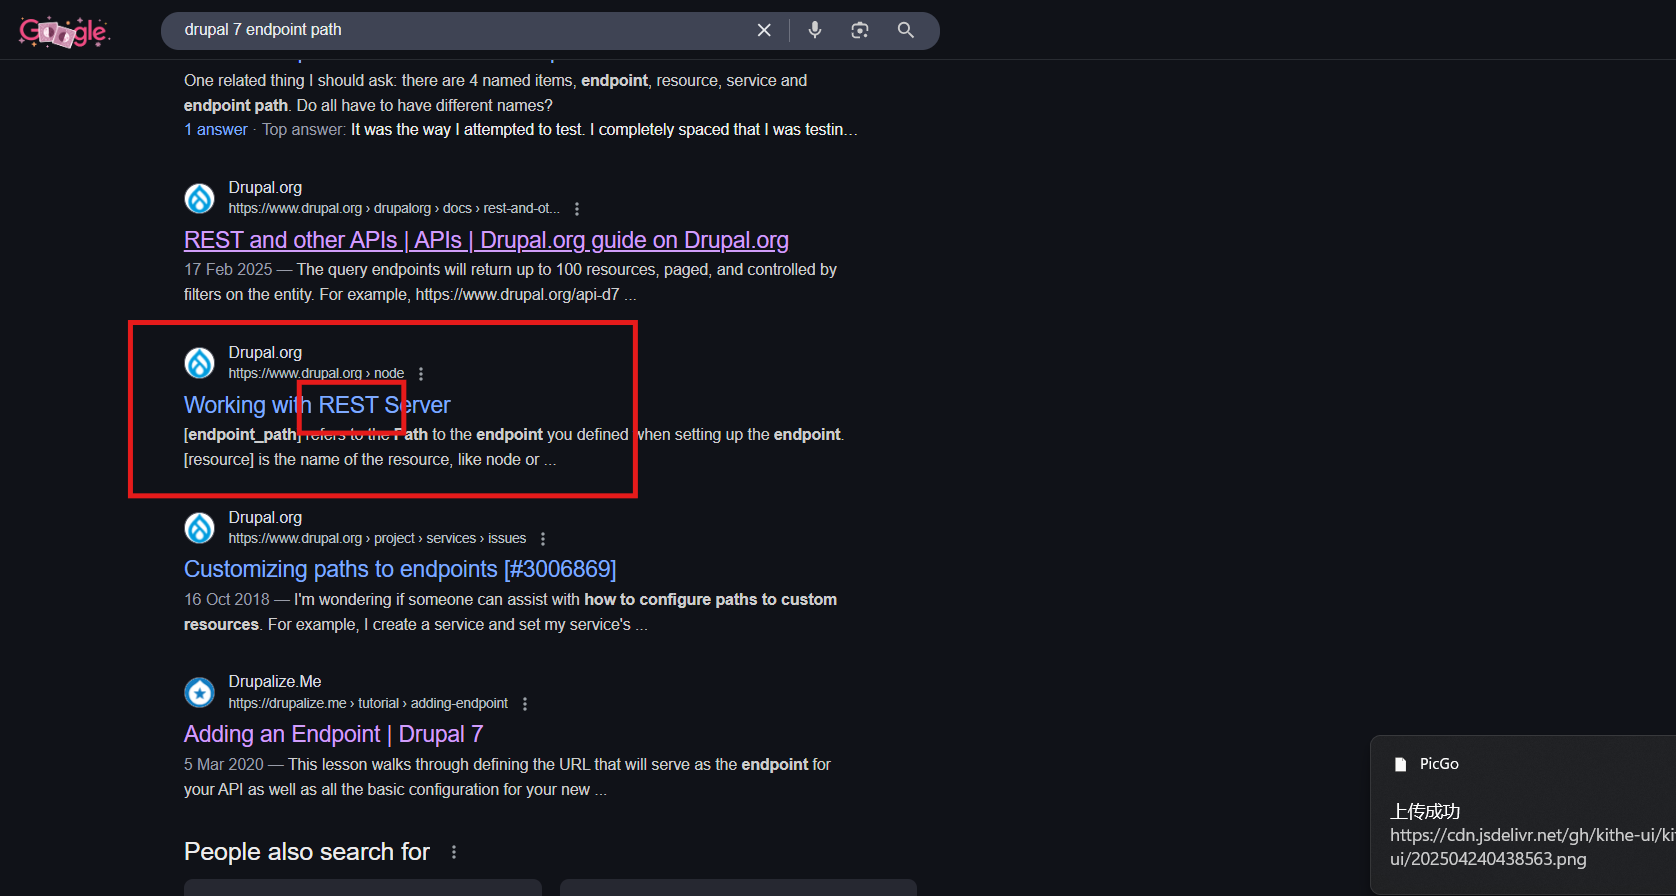 Google
drupal 7 endpoint path
One related thing I should ask: there are 4 named items, endpoint, resource, service and
endpoint path. Do all have to have different names?
1 answer · Top answer: It was the way I attempted to test. I completely spaced that I was testin…
Drupal.org
https://www.drupal.org › drupalorg › docs › rest-and-ot...
REST and other APIs | APIs | Drupal.org guide on Drupal.org
17 Feb 2025 — The query endpoints will return up to 100 resources, paged, and controlled by
filters on the entity. For example, https://www.drupal.org/api-d7 ...
Drupal.org
https://www.drupal.org › node
Working with REST Server
[endpoint_path] refers to the Path to the endpoint you defined when setting up the endpoint.
[resource] is the name of the resource, like node or ...
Drupal.org
https://www.drupal.org › project › services › issues
Customizing paths to endpoints [#3006869]
16 Oct 2018 — I'm wondering if someone can assist with how to configure paths to custom
resources. For example, I create a service and set my service's ...
Drupalize.Me
https://drupalize.me › tutorial › adding-endpoint
Adding an Endpoint | Drupal 7
5 Mar 2020 — This lesson walks through defining the URL that will serve as the endpoint for
your API as well as all the basic configuration for your new ...
People also search for
PicGo
上传成功
https://cdn.jsdelivr.net/gh/kithe-ui/kit
ui/202504240438563.png